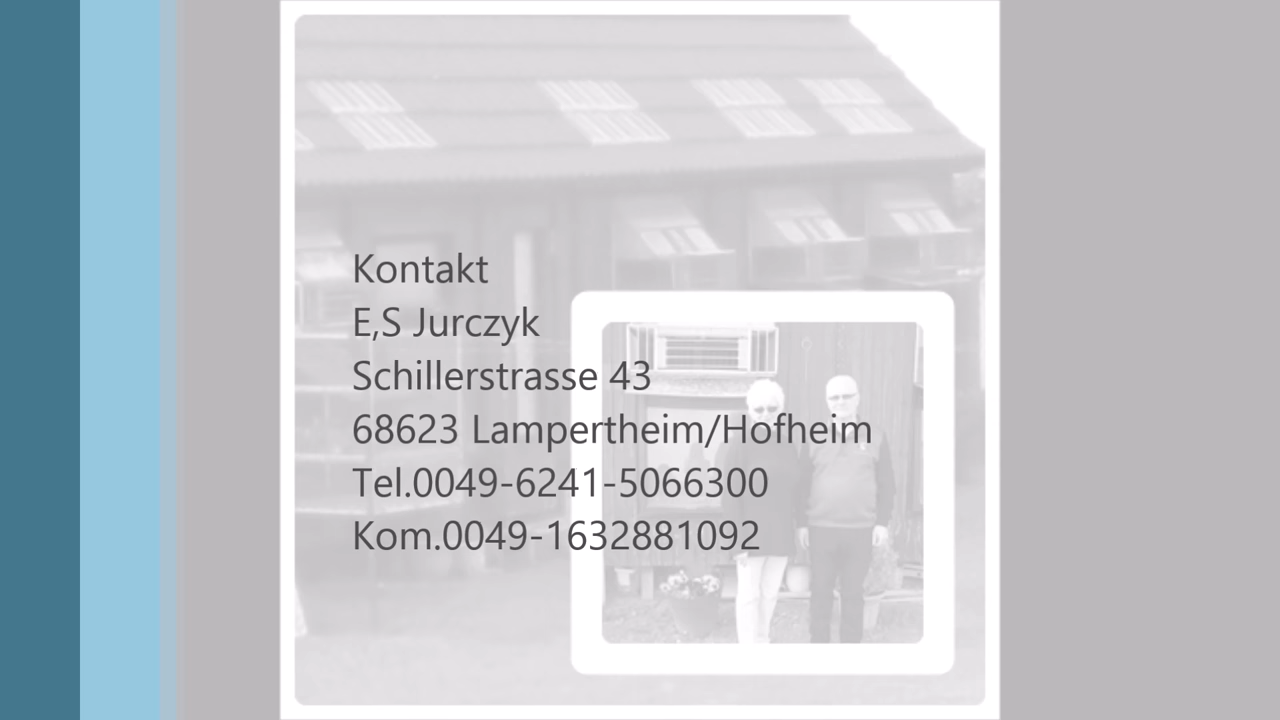 Kontakt
E,S Jurczyk
Schillerstrasse 43
68623 Lampertheim/Hofheim
Tel.0049-6241-5066300
Kom.0049-1632881092